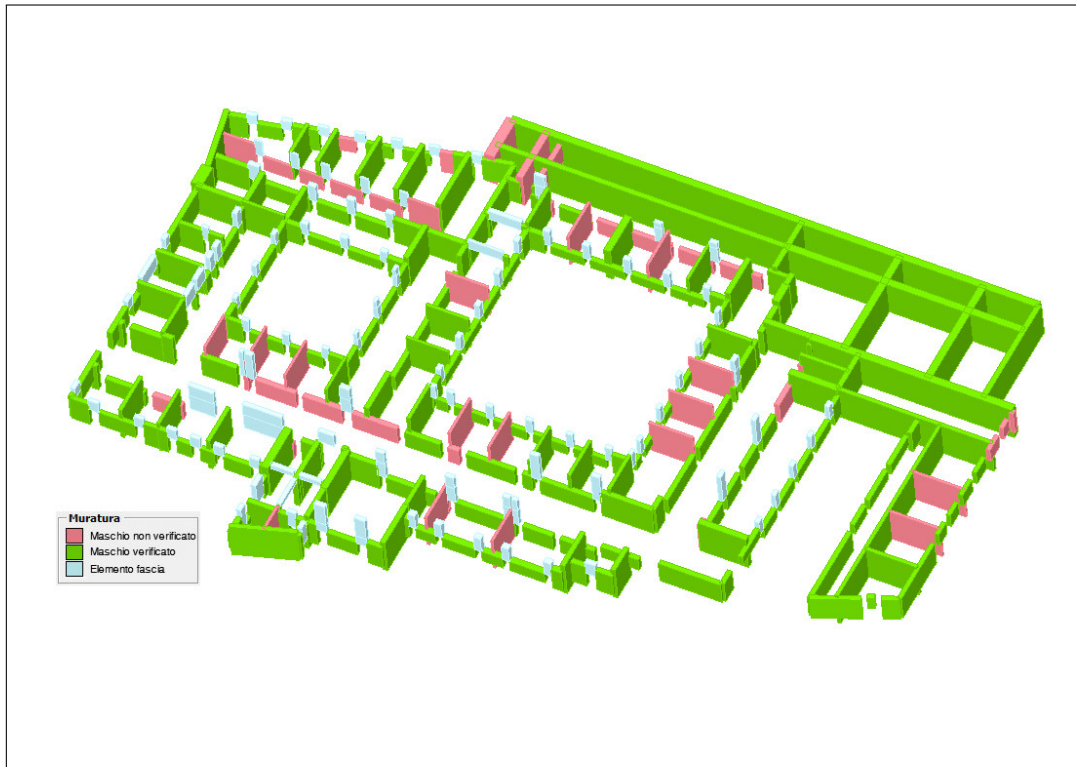 Muratura
Maschio non verificato
Maschio verificato
Elemento fascia